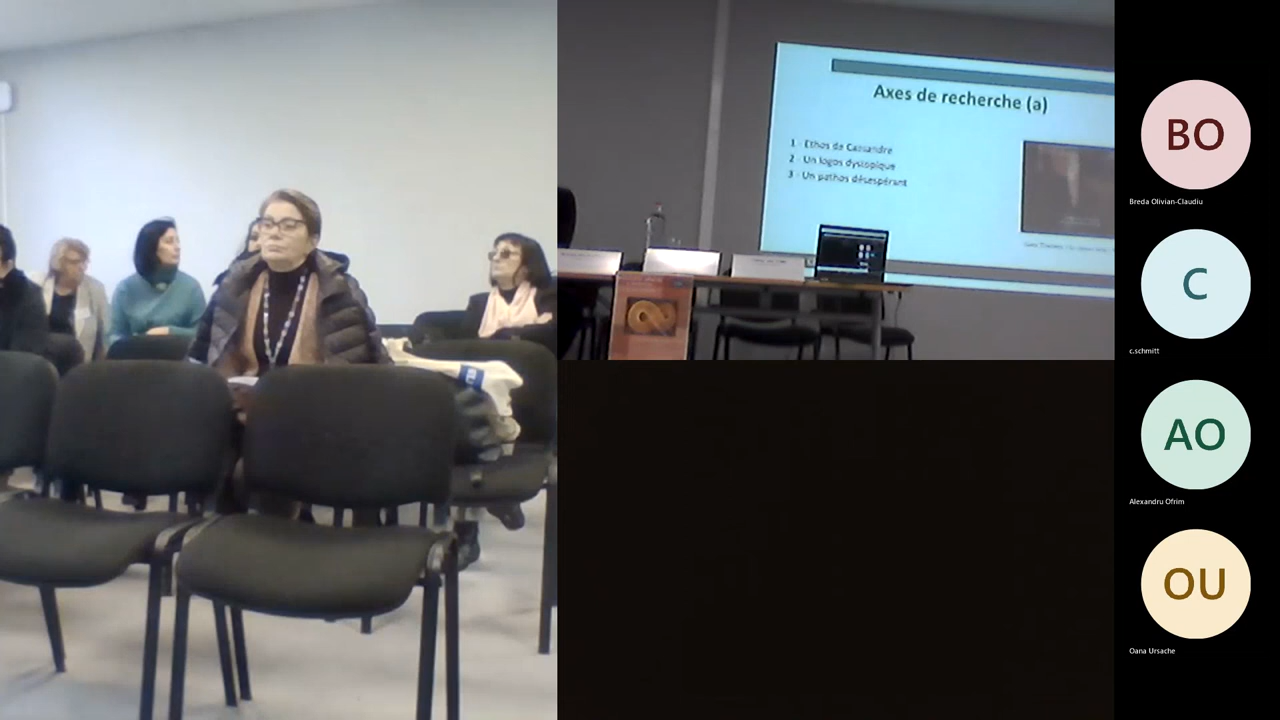 Axes de recherche (a)
1 - Ethos de Cassandre
2 - Un logos dystopique
3 - Un pathos désespérant
BO
Breda Olivian-Claudiu
C
c.schmitt
AO
Alexandru Ofrim
OU
Oana Ursache